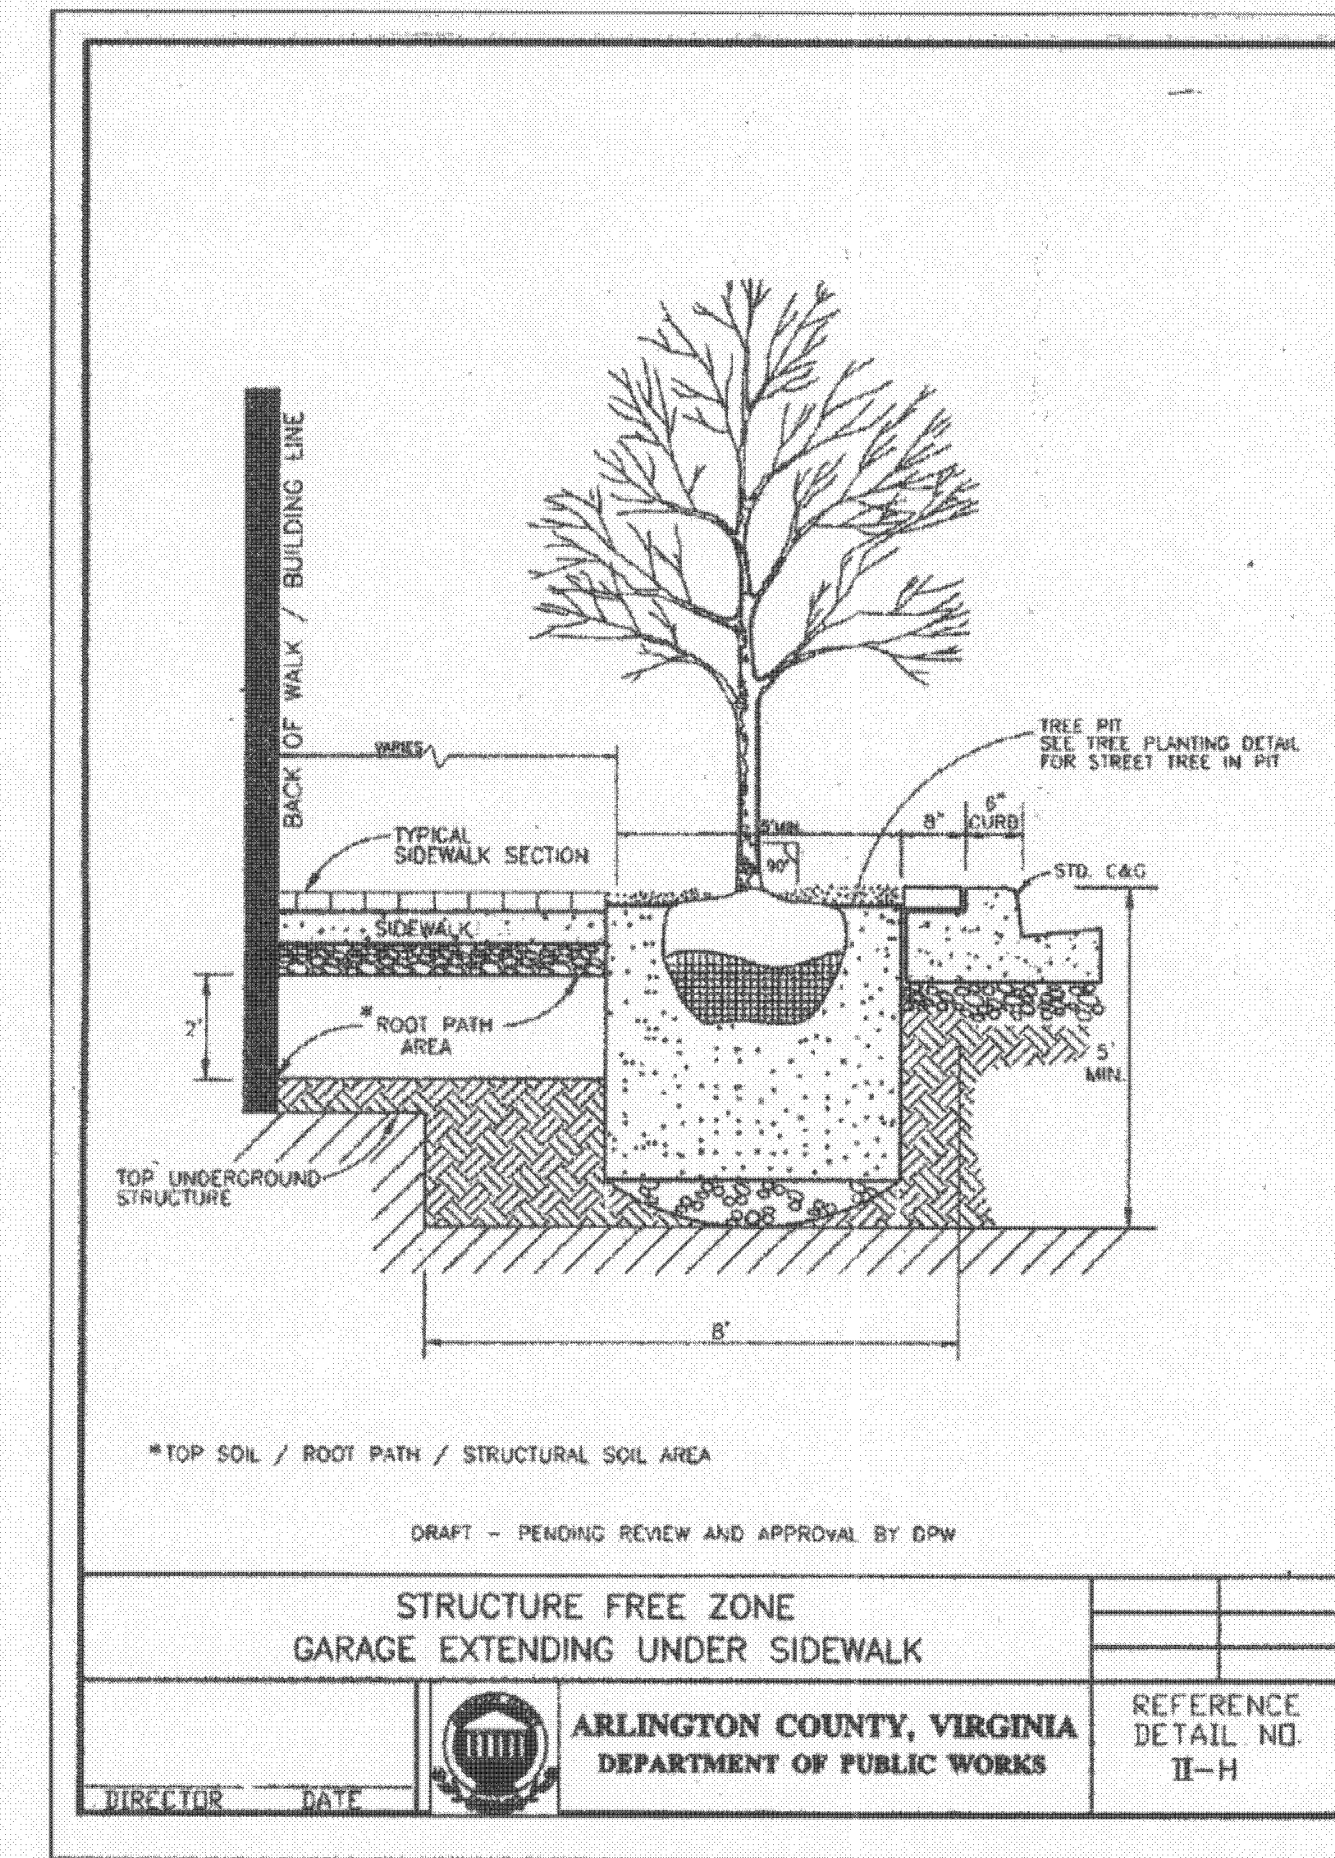 BACK OF WALK / BUILDING LINE
VARIES
TREE PIT
SEE TREE PLANTING DETAIL
FOR STREET TREE IN PIT
6"
CURB
8"
5'MIN.
90°
TYPICAL
SIDEWALK SECTION
STD. C&G
SIDEWALK
2'
*ROOT PATH
AREA
5'
MIN.
TOP UNDERGROUND
STRUCTURE
8'
*TOP SOIL / ROOT PATH / STRUCTURAL SOIL AREA
DRAFT - PENDING REVIEW AND APPROVAL BY DPW
STRUCTURE FREE ZONE
GARAGE EXTENDING UNDER SIDEWALK
ARLINGTON COUNTY, VIRGINIA
DEPARTMENT OF PUBLIC WORKS
REFERENCE
DETAIL NO.
II-H
DIRECTOR DATE